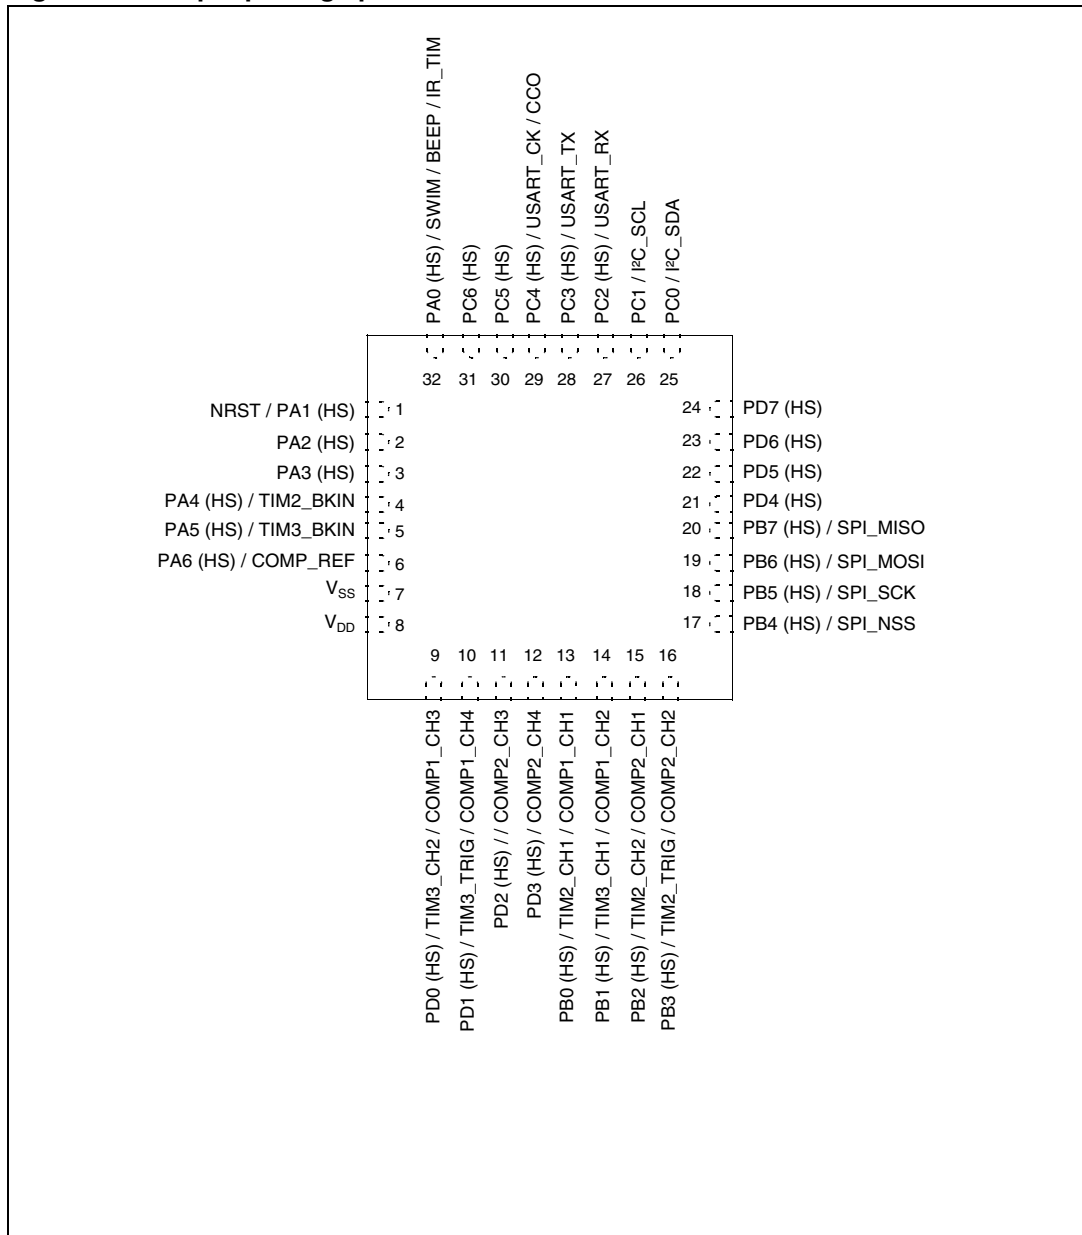 PA0 (HS) / SWIM / BEEP / IR_TIM
PC6 (HS)
PC5 (HS)
PC4 (HS) / USART_CK / CCO
PC3 (HS) / USART_TX
PC2 (HS) / USART_RX
PC1 / I²C_SCL
PC0 / I²C_SDA
32 31 30 29 28 27 26 25
NRST / PA1 (HS) 1
PA2 (HS) 2
PA3 (HS) 3
PA4 (HS) / TIM2_BKIN 4
PA5 (HS) / TIM3_BKIN 5
PA6 (HS) / COMP_REF 6
VSS 7
VDD 8
24 PD7 (HS)
23 PD6 (HS)
22 PD5 (HS)
21 PD4 (HS)
20 PB7 (HS) / SPI_MISO
19 PB6 (HS) / SPI_MOSI
18 PB5 (HS) / SPI_SCK
17 PB4 (HS) / SPI_NSS
9 10 11 12 13 14 15 16
PD0 (HS) / TIM3_CH2 / COMP1_CH3
PD1 (HS) / TIM3_TRIG / COMP1_CH4
PD2 (HS) / / COMP2_CH3
PD3 (HS) / COMP2_CH4
PB0 (HS) / TIM2_CH1 / COMP1_CH1
PB1 (HS) / TIM3_CH1 / COMP1_CH2
PB2 (HS) / TIM2_CH2 / COMP2_CH1
PB3 (HS) / TIM2_TRIG / COMP2_CH2